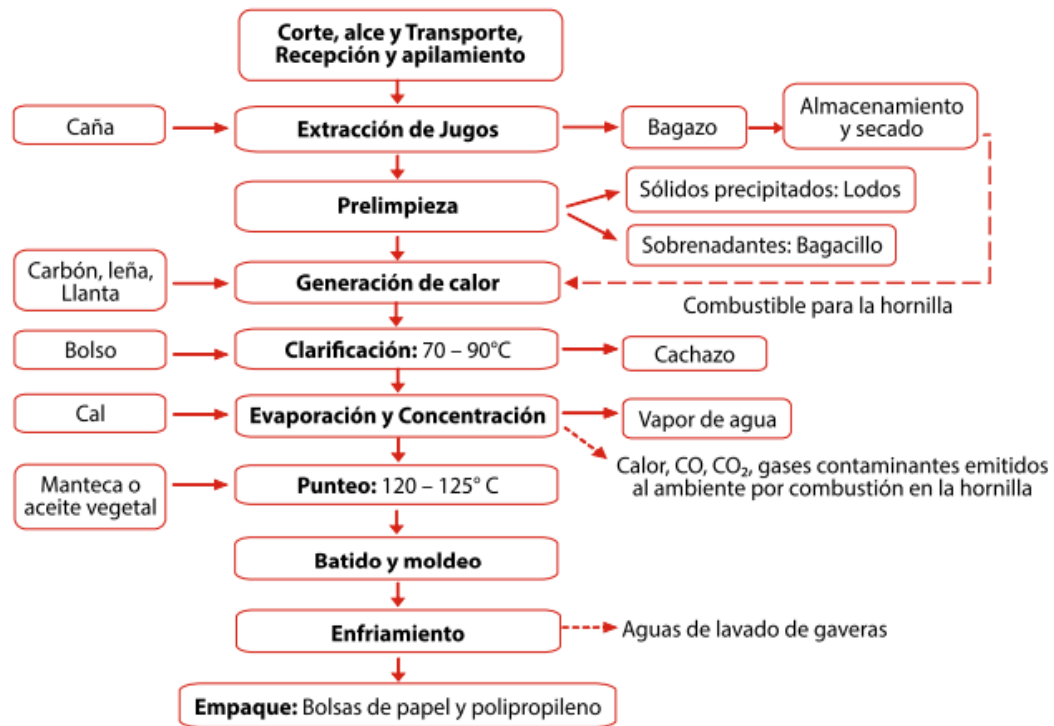 Corte, alce y Transporte,
Recepción y apilamiento
Caña
Extracción de Jugos
Bagazo
Almacenamiento
y secado
Prelimpieza
Sólidos precipitados: Lodos
Sobrenadantes: Bagacillo
Carbón, leña,
Llanta
Generación de calor
Combustible para la hornilla
Bolso
Clarificación: 70 – 90°C
Cachazo
Cal
Evaporación y Concentración
Vapor de agua
Calor, CO, CO₂, gases contaminantes emitidos
al ambiente por combustión en la hornilla
Manteca o
aceite vegetal
Punteo: 120 – 125° C
Batido y moldeo
Enfriamiento
Aguas de lavado de gaveras
Empaque: Bolsas de papel y polipropileno